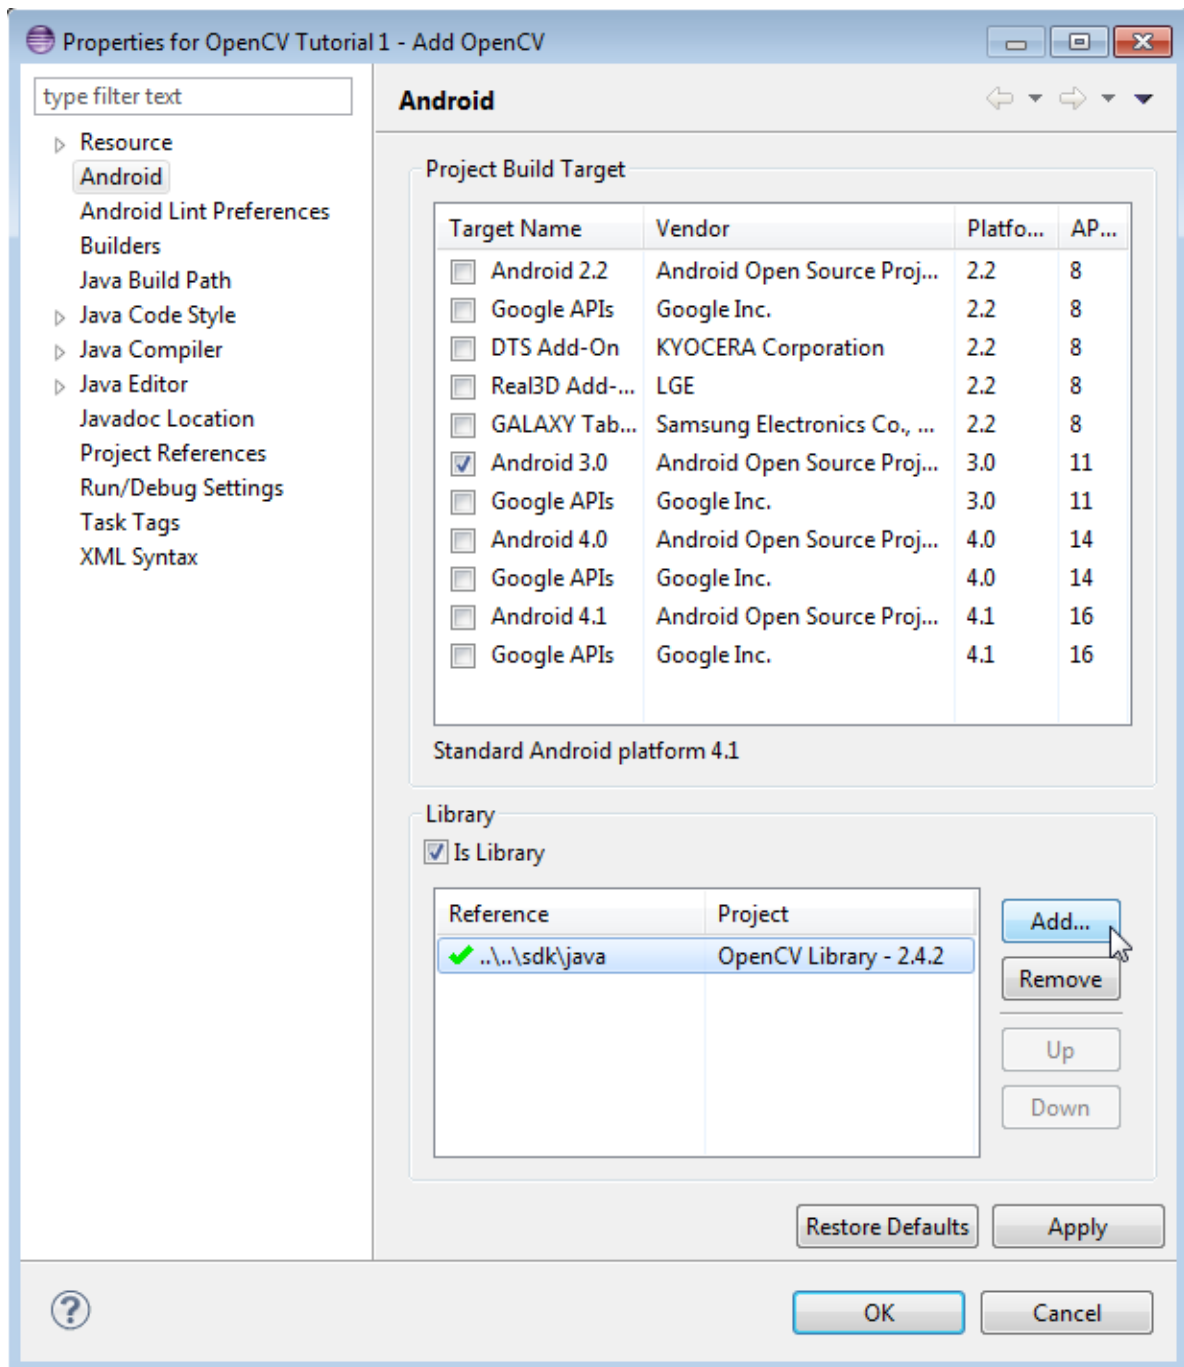 Properties for OpenCV Tutorial 1 - Add OpenCV
type filter text
Resource
Android
Android Lint Preferences
Builders
Java Build Path
Java Code Style
Java Compiler
Java Editor
Javadoc Location
Project References
Run/Debug Settings
Task Tags
XML Syntax
Android
Project Build Target
Target Name Vendor Platfo... AP...
Android 2.2 Android Open Source Proj... 2.2 8
Google APIs Google Inc. 2.2 8
DTS Add-On KYOCERA Corporation 2.2 8
Real3D Add-... LGE 2.2 8
GALAXY Tab... Samsung Electronics Co., ... 2.2 8
Android 3.0 Android Open Source Proj... 3.0 11
Google APIs Google Inc. 3.0 11
Android 4.0 Android Open Source Proj... 4.0 14
Google APIs Google Inc. 4.0 14
Android 4.1 Android Open Source Proj... 4.1 16
Google APIs Google Inc. 4.1 16
Standard Android platform 4.1
Library
Is Library
Reference Project
..\..\sdk\java OpenCV Library - 2.4.2
Add...
Remove
Up
Down
Restore Defaults Apply
? OK Cancel